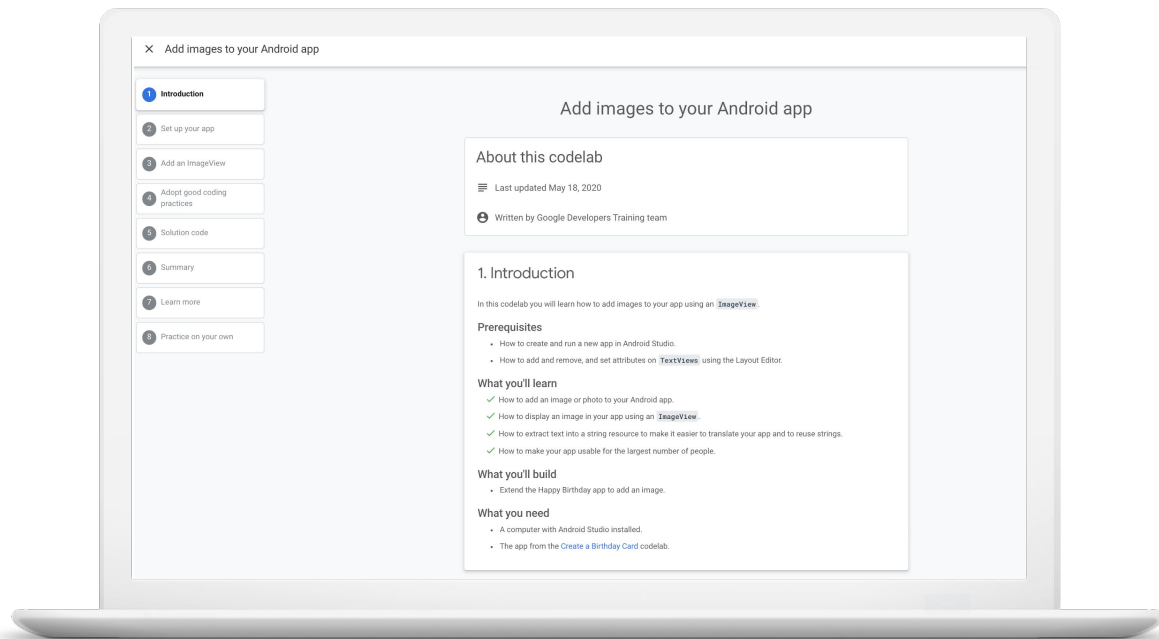 Add images to your Android app
1 Introduction
2 Set up your app
3 Add an ImageView
4 Adopt good coding
practices
5 Solution code
6 Summary
7 Learn more
8 Practice on your own
Add images to your Android app
About this codelab
Last updated May 18, 2020
Written by Google Developers Training team
1. Introduction
In this codelab you will learn how to add images to your app using an ImageView.
Prerequisites
• How to create and run a new app in Android Studio.
• How to add and remove, and set attributes on TextViews using the Layout Editor.
What you'll learn
✓ How to add an image or photo to your Android app.
✓ How to display an image in your app using an ImageView.
✓ How to extract text into a string resource to make it easier to translate your app and to reuse strings.
✓ How to make your app usable for the largest number of people.
What you'll build
• Extend the Happy Birthday app to add an image.
What you need
• A computer with Android Studio installed.
• The app from the Create a Birthday Card codelab.